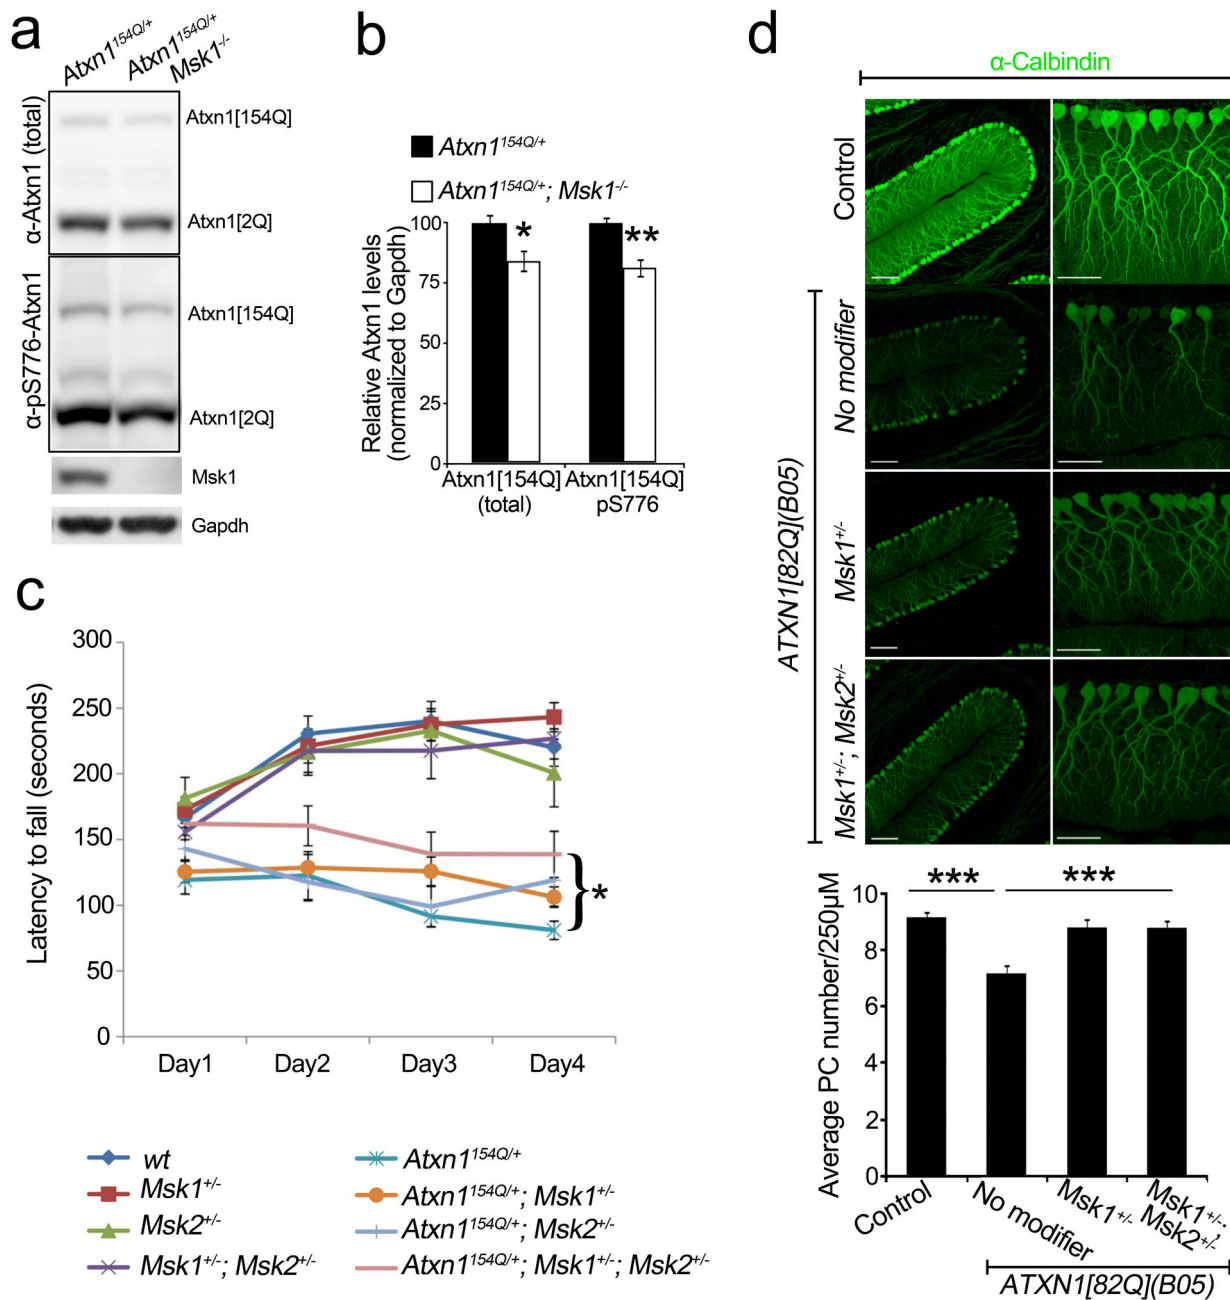 a
Atxn1154Q/+
Atxn1154Q/+
Msk1-/-
α-Atxn1 (total)
Atxn1[154Q]
Atxn1[2Q]
α-pS776-Atxn1
Atxn1[154Q]
Atxn1[2Q]
Msk1
Gapdh
b
Atxn1154Q/+
Atxn1154Q/+; Msk1-/-
Relative Atxn1 levels
(normalized to Gapdh)
100
75
50
25
0
*
**
Atxn1[154Q]
(total)
Atxn1[154Q]
pS776
c
Latency to fall (seconds)
300
250
200
150
100
50
0
*
Day1
Day2
Day3
Day4
wt
Msk1+/-
Msk2+/-
Msk1+/-; Msk2+/-
Atxn1154Q/+
Atxn1154Q/+; Msk1+/-
Atxn1154Q/+; Msk2+/-
Atxn1154Q/+; Msk1+/-; Msk2+/-
d
α-Calbindin
Control
No modifier
Msk1+/-
Msk1+/-; Msk2+/-
ATXN1[82Q](B05)
Average PC number/250μM
10
8
6
4
2
0
***
***
Control
No modifier
Msk1+/-
Msk1+/-;
Msk2+/-
ATXN1[82Q](B05)